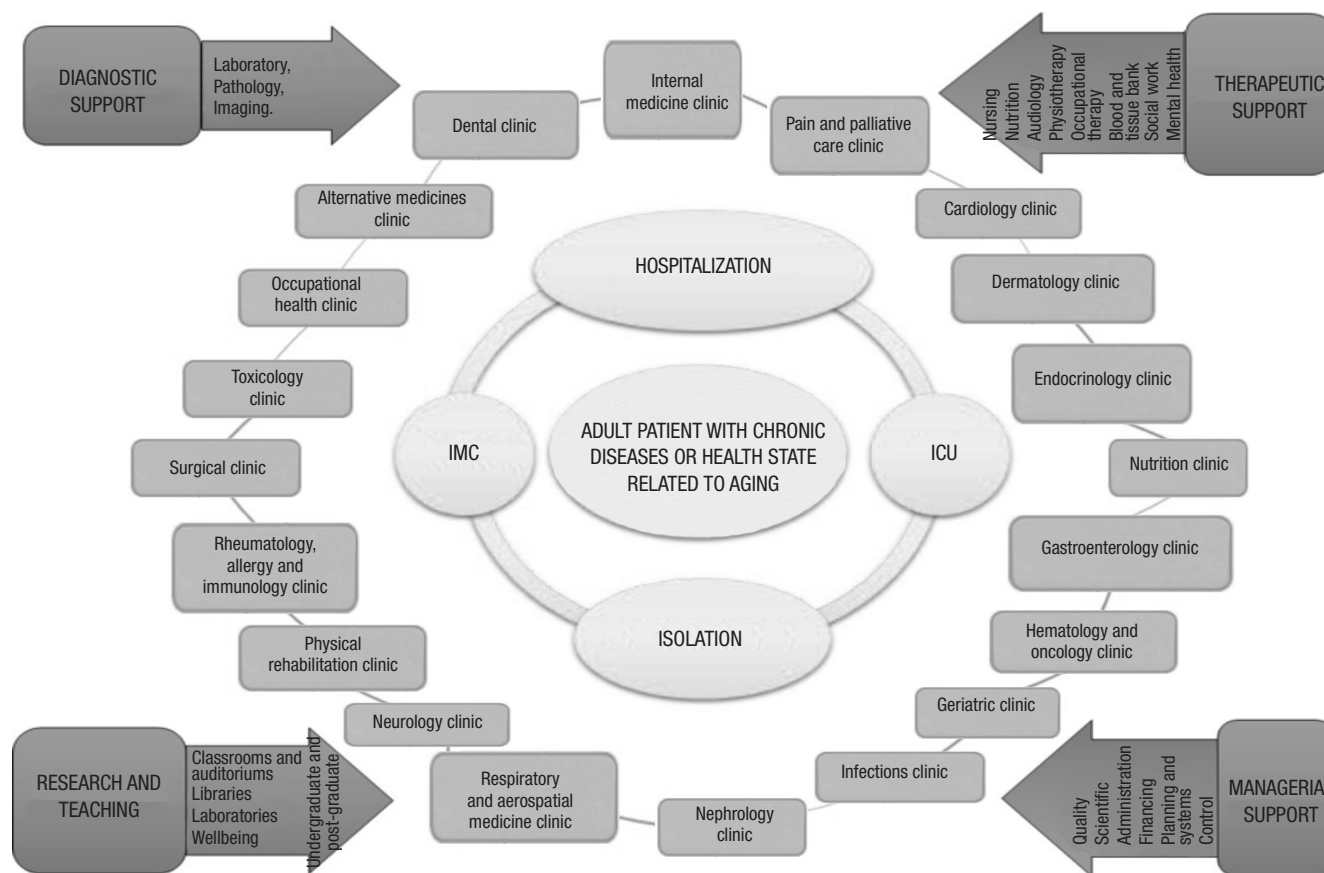 DIAGNOSTIC
SUPPORT
Laboratory,
Pathology,
Imaging.
Internal
medicine clinic
Nursing
Nutrition
Audiology
Physiotherapy
Occupational
therapy
Blood and
tissue bank
Social work
Mental health
THERAPEUTIC
SUPPORT
Dental clinic
Pain and palliative
care clinic
Alternative medicines
clinic
Cardiology clinic
HOSPITALIZATION
Occupational
health clinic
Dermatology clinic
Toxicology
clinic
Endocrinology clinic
IMC
ADULT PATIENT WITH CHRONIC
DISEASES OR HEALTH STATE
RELATED TO AGING
ICU
Surgical clinic
Nutrition clinic
Rheumatology,
allergy and
immunology clinic
Gastroenterology clinic
ISOLATION
Physical
rehabilitation clinic
Hematology and
oncology clinic
Neurology clinic
Geriatric clinic
Respiratory
and aerospatial
medicine clinic
Infections clinic
Nephrology
clinic
RESEARCH AND
TEACHING
Classrooms and
auditoriums
Libraries
Laboratories
Wellbeing
Undergraduate and
post-graduate
Quality
Scientific
Administration
Financing
Planning and
systems
Control
MANAGERIAL
SUPPORT